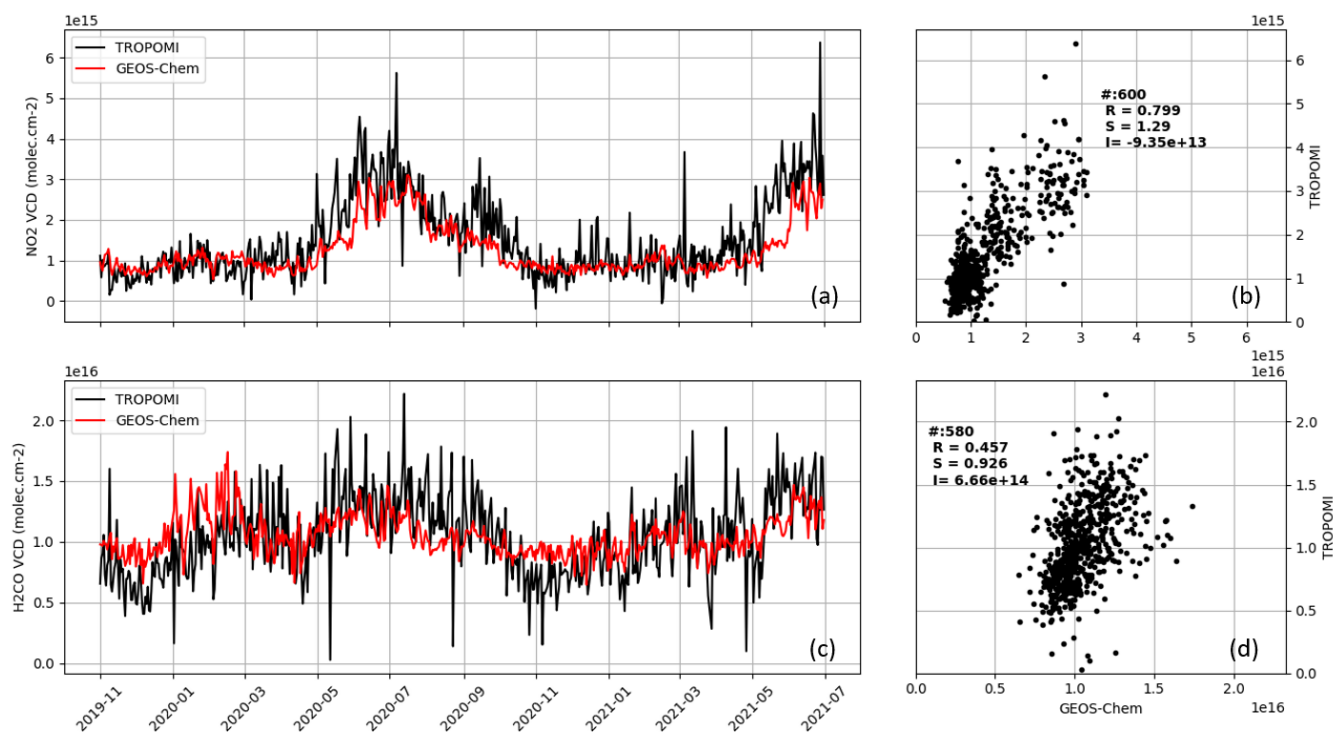 1e15
TROPOMI
GEOS-Chem
NO2 VCD (molec.cm-2)
6
5
4
3
2
1
0
(a)
1e15
#:600
R = 0.799
S = 1.29
I= -9.35e+13
TROPOMI
6
5
4
3
2
1
0
(b)
0 1 2 3 4 5 6
1e15
1e16
TROPOMI
GEOS-Chem
H2CO VCD (molec.cm-2)
2.0
1.5
1.0
0.5
0.0
(c)
2019-11 2020-01 2020-03 2020-05 2020-07 2020-09 2020-11 2021-01 2021-03 2021-05 2021-07
1e16
#:580
R = 0.457
S = 0.926
I= 6.66e+14
TROPOMI
2.0
1.5
1.0
0.5
0.0
(d)
0.0 0.5 1.0 1.5 2.0
GEOS-Chem
1e16